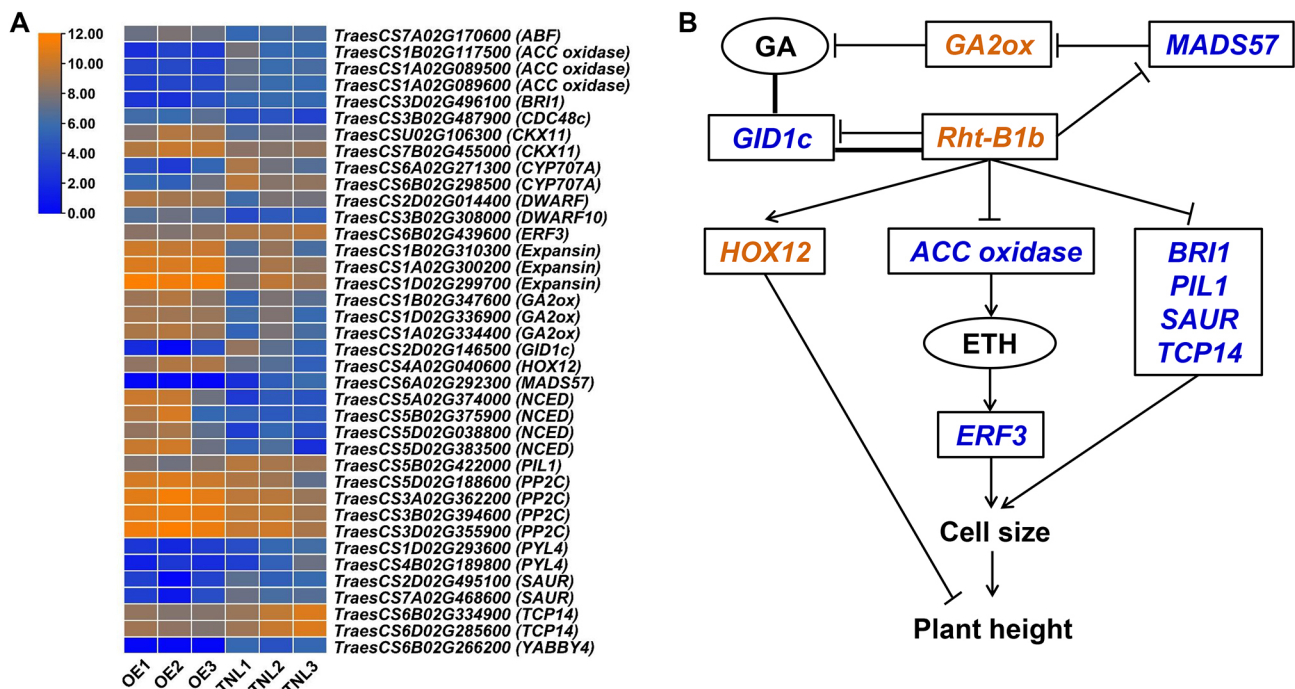 A
12.00
10.00
8.00
6.00
4.00
2.00
0.00
TraesCS7A02G170600 (ABF)
TraesCS1B02G117500 (ACC oxidase)
TraesCS1A02G089500 (ACC oxidase)
TraesCS1A02G089600 (ACC oxidase)
TraesCS3D02G496100 (BRI1)
TraesCS3B02G487900 (CDC48c)
TraesCSU02G106300 (CKX11)
TraesCS7B02G455000 (CKX11)
TraesCS6A02G271300 (CYP707A)
TraesCS6B02G298500 (CYP707A)
TraesCS2D02G014400 (DWARF)
TraesCS3B02G308000 (DWARF10)
TraesCS6B02G439600 (ERF3)
TraesCS1B02G310300 (Expansin)
TraesCS1A02G300200 (Expansin)
TraesCS1D02G299700 (Expansin)
TraesCS1B02G347600 (GA2ox)
TraesCS1D02G336900 (GA2ox)
TraesCS1A02G334400 (GA2ox)
TraesCS2D02G146500 (GID1c)
TraesCS4A02G040600 (HOX12)
TraesCS6A02G292300 (MADS57)
TraesCS5A02G374000 (NCED)
TraesCS5B02G375900 (NCED)
TraesCS5D02G038800 (NCED)
TraesCS5D02G383500 (NCED)
TraesCS5B02G422000 (PIL1)
TraesCS5D02G188600 (PP2C)
TraesCS3A02G362200 (PP2C)
TraesCS3B02G394600 (PP2C)
TraesCS3D02G355900 (PP2C)
TraesCS1D02G293600 (PYL4)
TraesCS4B02G189800 (PYL4)
TraesCS2D02G495100 (SAUR)
TraesCS7A02G468600 (SAUR)
TraesCS6B02G334900 (TCP14)
TraesCS6D02G285600 (TCP14)
TraesCS6B02G266200 (YABBY4)
OE1
OE2
OE3
TNL1
TNL2
TNL3
B
GA
GA2ox
MADS57
GID1c
Rht-B1b
HOX12
ACC oxidase
BRI1
PIL1
SAUR
TCP14
ETH
ERF3
Cell size
Plant height